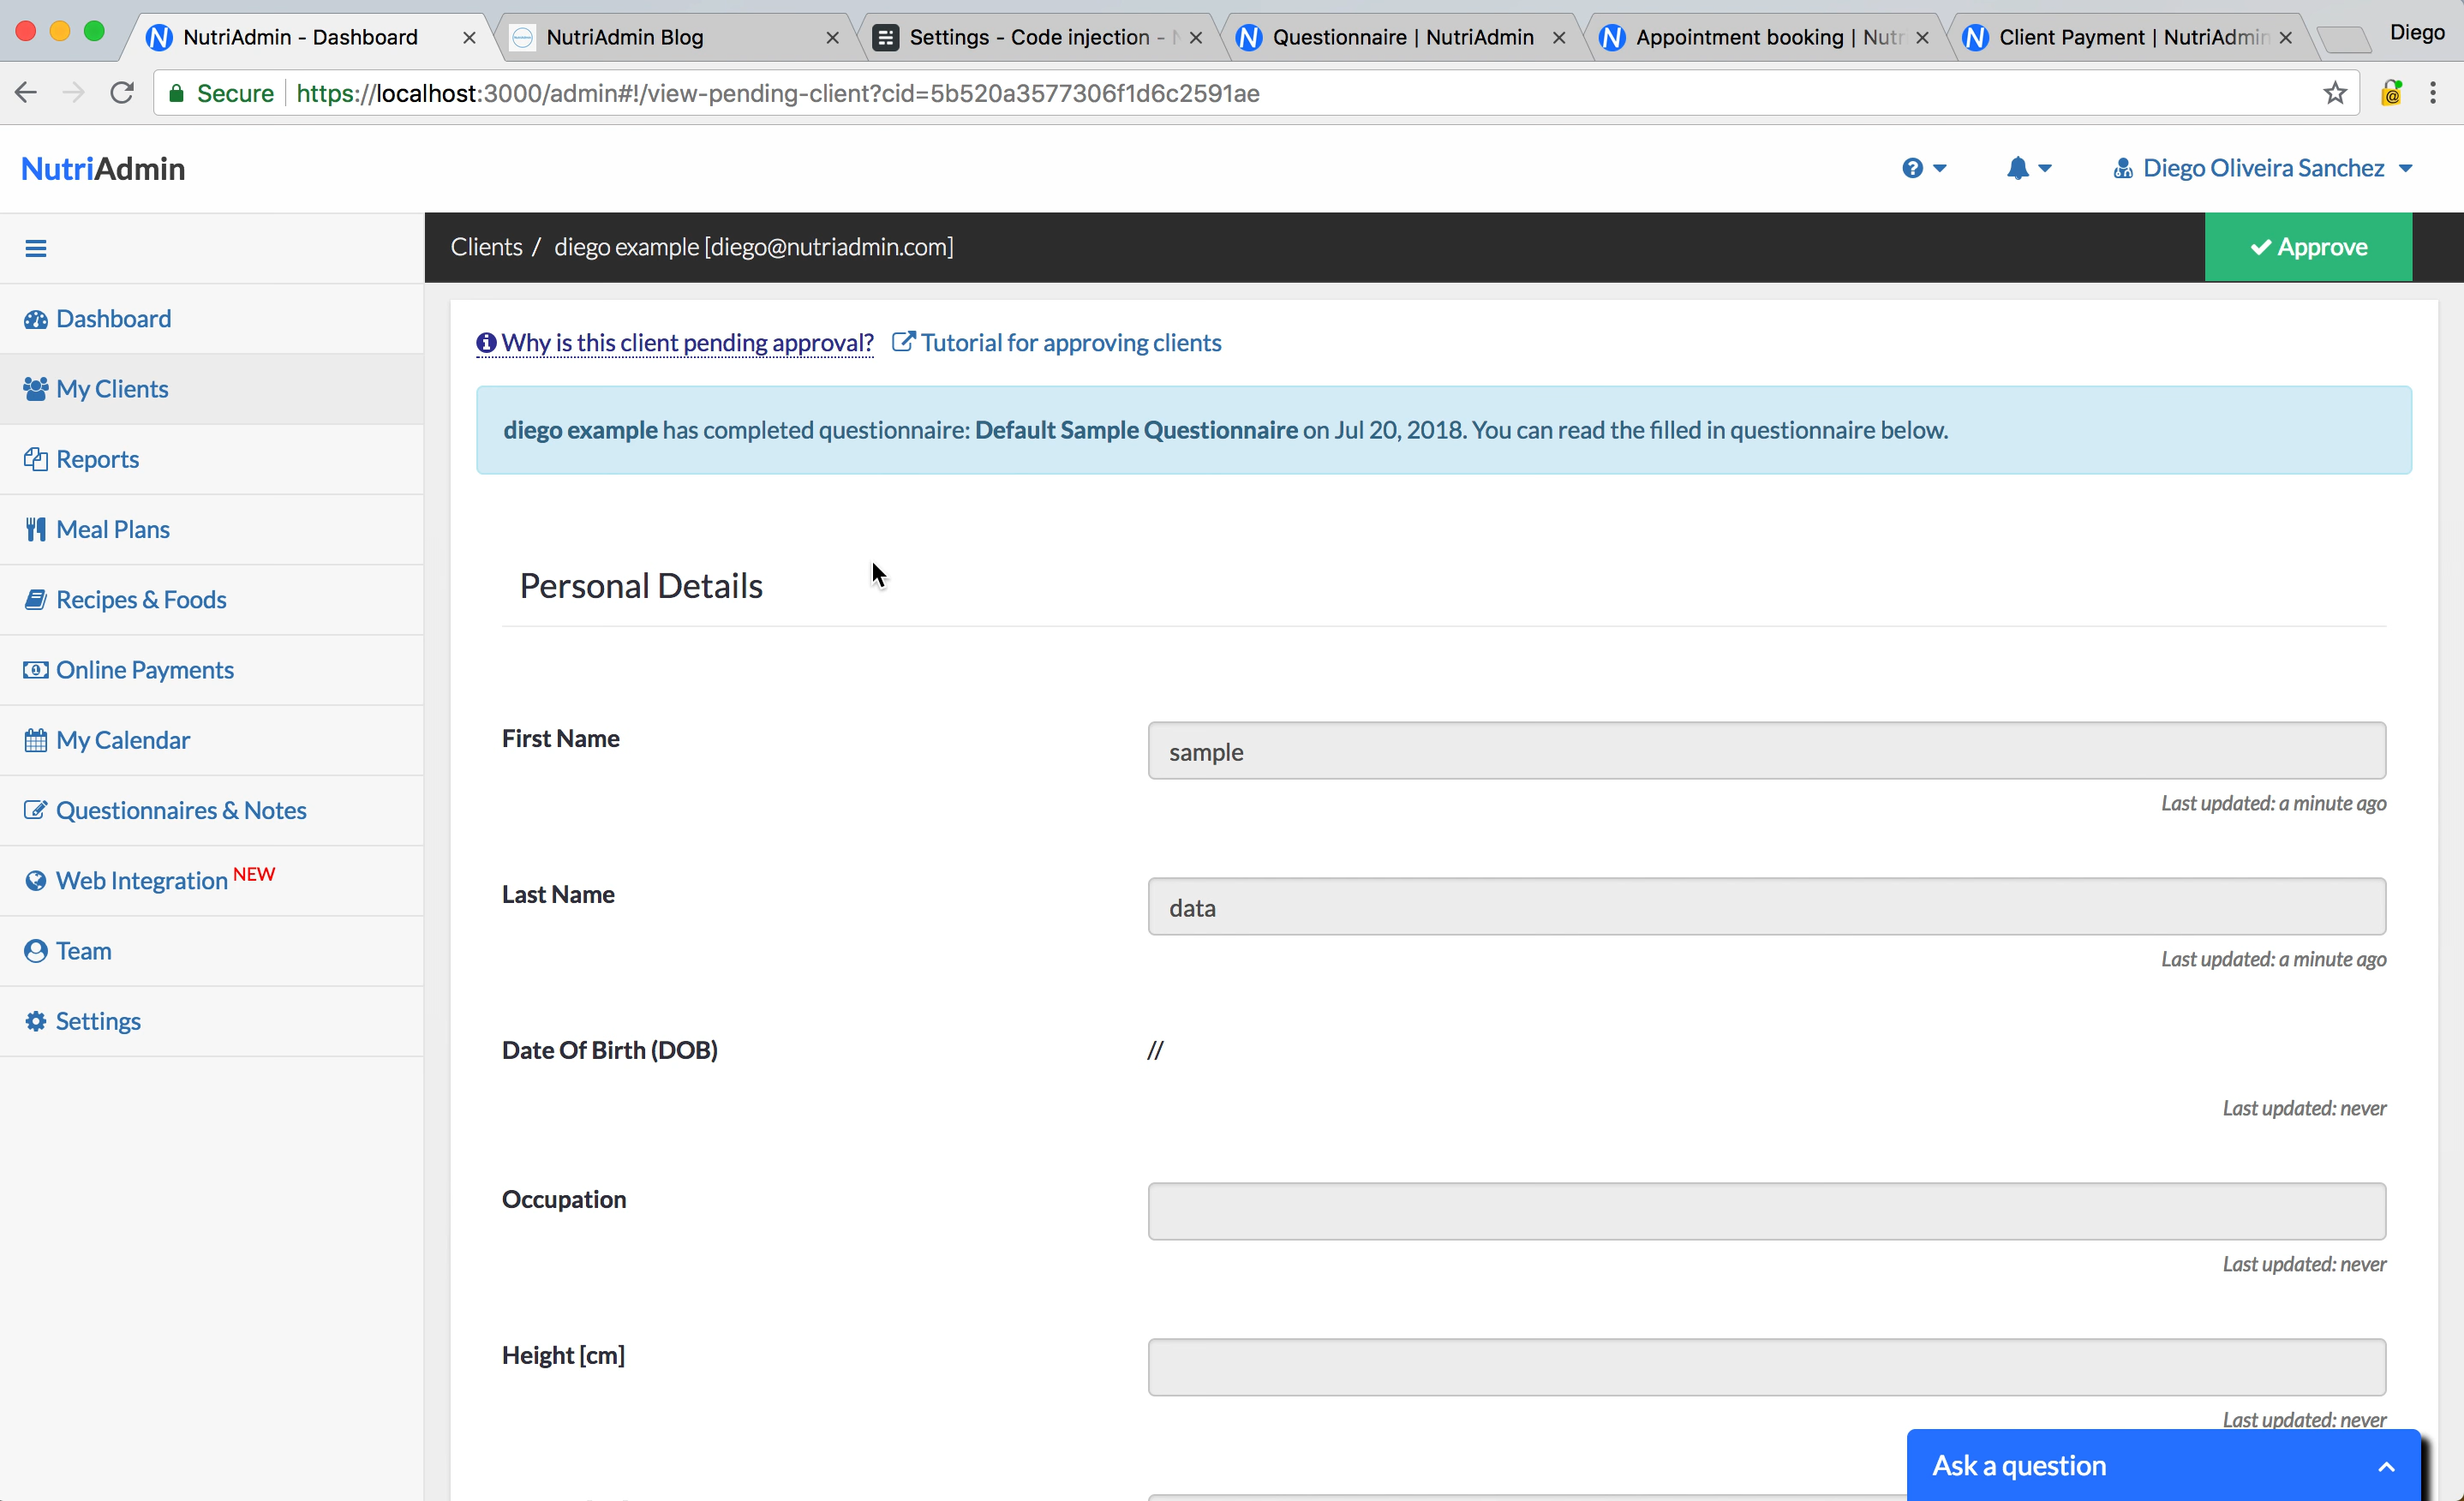 NutriAdmin - Dashboard
NutriAdmin Blog
Settings - Code injection -
Questionnaire | NutriAdmin
Appointment booking | Nutr
Client Payment | NutriAdmin
Diego
Secure
https://localhost:3000/admin#!/view-pending-client?cid=5b520a3577306f1d6c2591ae
NutriAdmin
Diego Oliveira Sanchez
Clients / diego example [diego@nutriadmin.com]
Approve
Dashboard
My Clients
Reports
Meal Plans
Recipes & Foods
Online Payments
My Calendar
Questionnaires & Notes
Web Integration NEW
Team
Settings
Why is this client pending approval? Tutorial for approving clients
diego example has completed questionnaire: Default Sample Questionnaire on Jul 20, 2018. You can read the filled in questionnaire below.
Personal Details
First Name
sample
Last updated: a minute ago
Last Name
data
Last updated: a minute ago
Date Of Birth (DOB)
//
Last updated: never
Occupation
Last updated: never
Height [cm]
Last updated: never
Ask a question